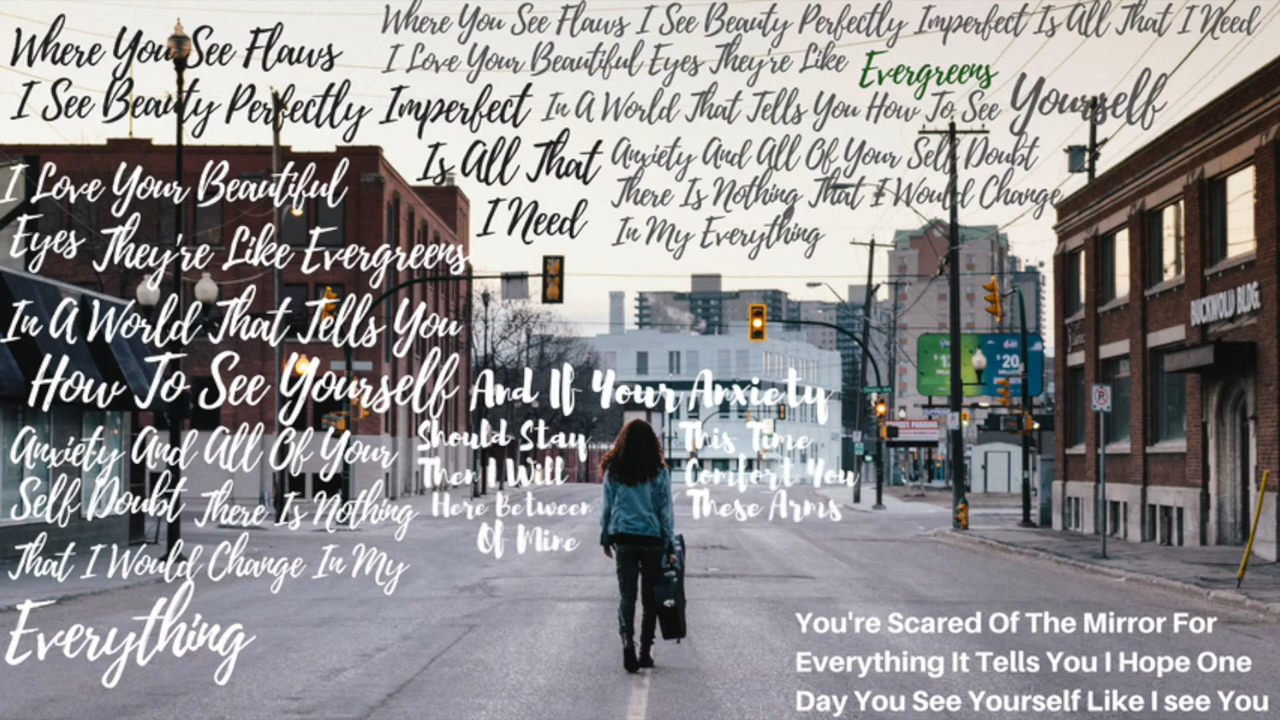 Where You See Flaws
I See Beauty Perfectly Imperfect
Is All That
I Need
I Love Your Beautiful
Eyes They're Like Evergreens
In A World That Tells You
How To See Yourself
Anxiety And All Of Your
Self Doubt There Is Nothing
That I Would Change In My
Everything
Where You See Flaws I See Beauty Perfectly Imperfect Is All That I Need
I Love Your Beautiful Eyes They're Like Evergreens
In A World That Tells You How To See Yourself
Anxiety And All Of Your Self Doubt
There Is Nothing That I Would Change
In My Everything
And If Your Anxiety
Should Stay This Time
Then I Will Comfort You
Here Between These Arms
Of Mine
BUCKWOLD BLDG.
20
P
You're Scared Of The Mirror For
Everything It Tells You I Hope One
Day You See Yourself Like I see You